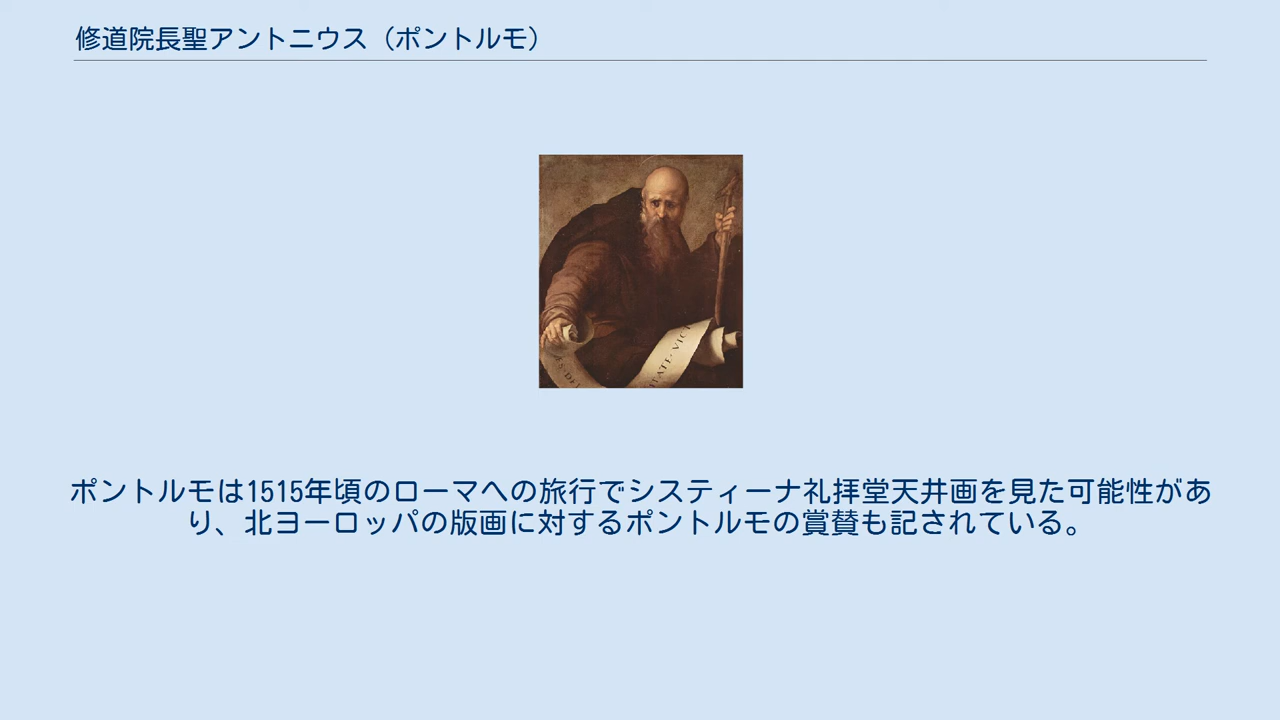 修道院長聖アントニウス（ポントルモ）
ES·DEI
ITATE·VICI
ポントルモは1515年頃のローマへの旅行でシスティーナ礼拝堂天井画を見た可能性があ
り、北ヨーロッパの版画に対するポントルモの賞賛も記されている。